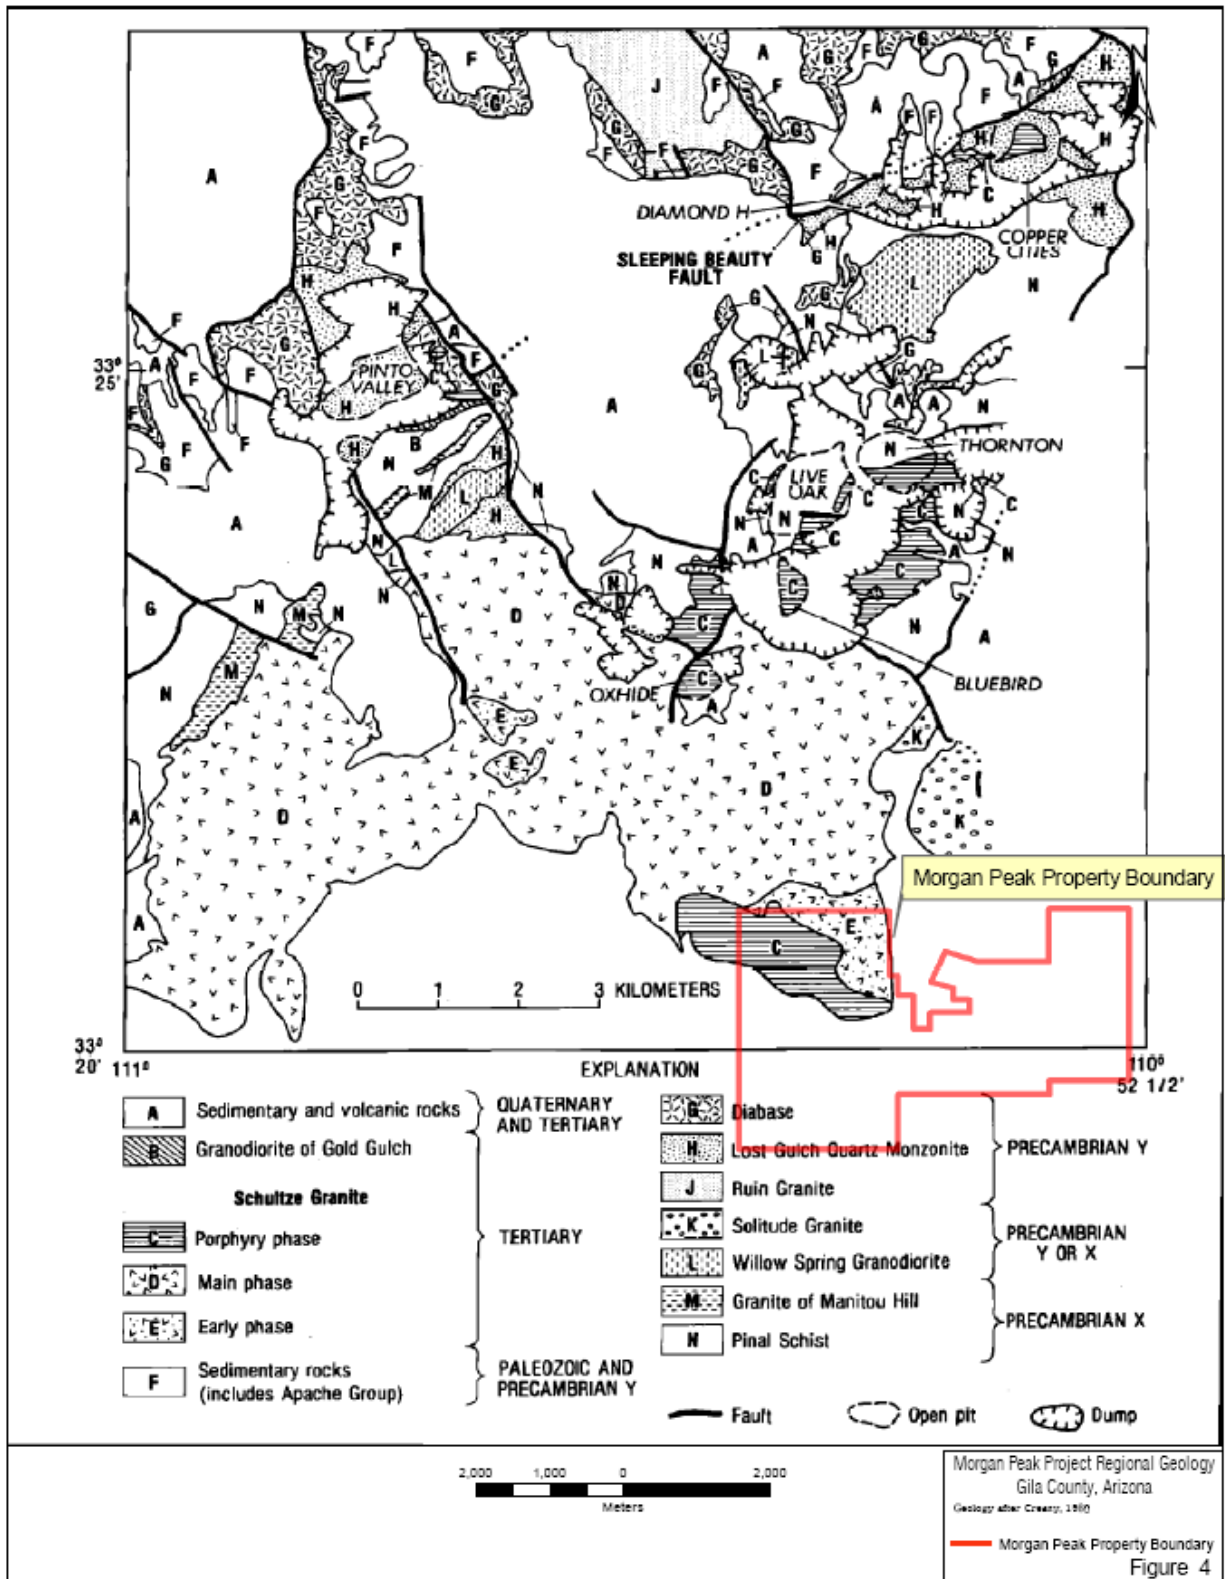 DIAMOND H
COPPER
CITIES
SLEEPING BEAUTY
FAULT
33°
25'
PINTO
VALLEY
THORNTON
LIVE
OAK
BLUEBIRD
OXHIDE
Morgan Peak Property Boundary
0 1 2 3 KILOMETERS
33°
20' 111°
110°
52 1/2'
EXPLANATION
A Sedimentary and volcanic rocks
QUATERNARY
AND TERTIARY
B Granodiorite of Gold Gulch
Schultze Granite
C Porphyry phase
TERTIARY
D Main phase
E Early phase
F Sedimentary rocks
(includes Apache Group)
PALEOZOIC AND
PRECAMBRIAN Y
G Diabase
H Lost Gulch Quartz Monzonite
PRECAMBRIAN Y
J Ruin Granite
K Solitude Granite
PRECAMBRIAN
Y OR X
L Willow Spring Granodiorite
M Granite of Manitou Hill
PRECAMBRIAN X
N Pinal Schist
Fault
Open pit
Dump
2,000 1,000 0 2,000
Meters
Morgan Peak Project Regional Geology
Gila County, Arizona
Geology after Creasy,
Morgan Peak Property Boundary
Figure 4